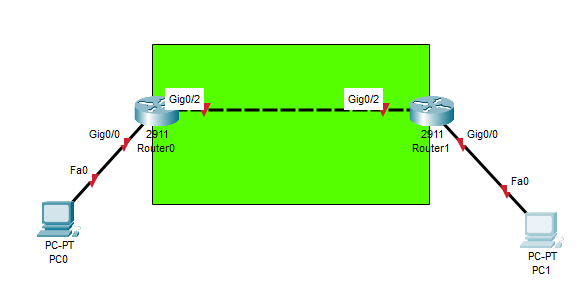 Gig0/2
Gig0/2
2911
Router0
2911
Router1
Gig0/0
Gig0/0
Fa0
Fa0
PC-PT
PC0
PC-PT
PC1